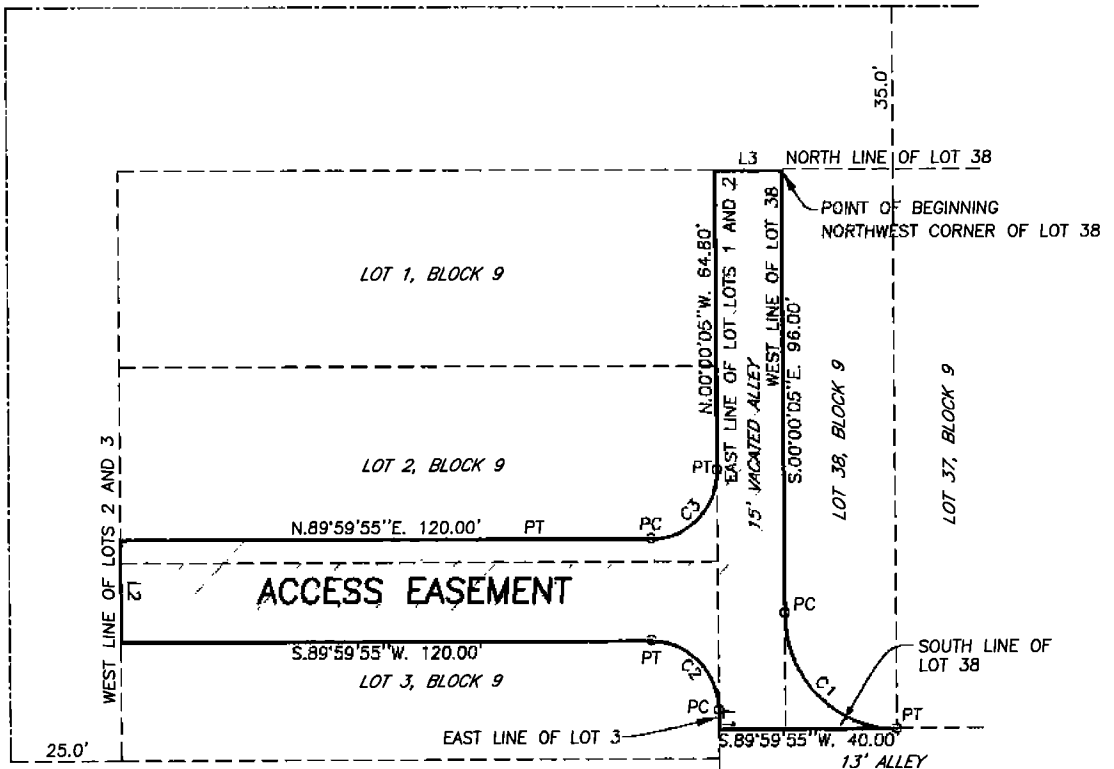 35.0'
L3
NORTH LINE OF LOT 38
POINT OF BEGINNING
NORTHWEST CORNER OF LOT 38
LOT 1, BLOCK 9
N.00°00'05"W. 64.80'
EAST LINE OF LOT LOTS 1 AND 2
WEST LINE OF LOT 38
S.00°00'05"E. 96.00'
15' VACATED ALLEY
LOT 38, BLOCK 9
LOT 37, BLOCK 9
LOT 2, BLOCK 9
PT
C3
WEST LINE OF LOTS 2 AND 3
N.89°59'55"E. 120.00'
PT
PC
L2
ACCESS EASEMENT
PC
S.89°59'55"W. 120.00'
PT
C2
C1
SOUTH LINE OF
LOT 38
LOT 3, BLOCK 9
PC
PT
EAST LINE OF LOT 3
S.89°59'55"W. 40.00'
25.0'
13' ALLEY